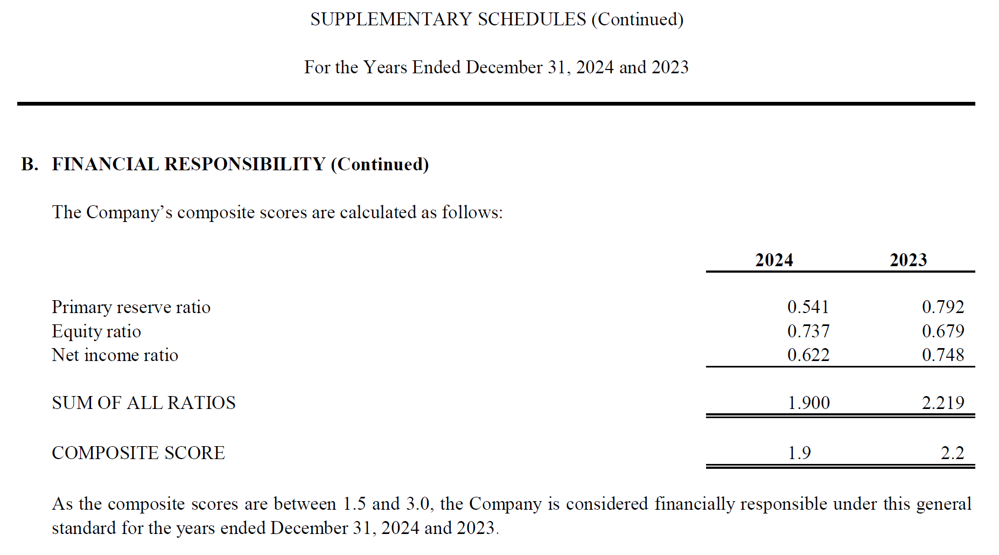 SUPPLEMENTARY SCHEDULES (Continued)
For the Years Ended December 31, 2024 and 2023
B. FINANCIAL RESPONSIBILITY (Continued)
The Company’s composite scores are calculated as follows:
2024 2023
Primary reserve ratio 0.541 0.792
Equity ratio 0.737 0.679
Net income ratio 0.622 0.748
SUM OF ALL RATIOS 1.900 2.219
COMPOSITE SCORE 1.9 2.2
As the composite scores are between 1.5 and 3.0, the Company is considered financially responsible under this general
standard for the years ended December 31, 2024 and 2023.